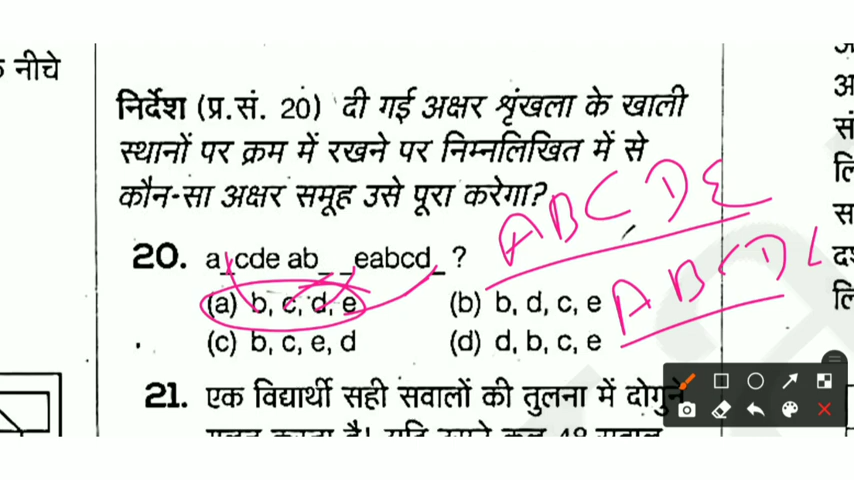 नीचे
निर्देश (प्र.सं. 20) दी गई अक्षर शृंखला के खाली
स्थानों पर क्रम में रखने पर निम्नलिखित में से
कौन-सा अक्षर समूह उसे पूरा करेगा?
ABCDE
20. a_cde ab_ _eabcd_ ?
ABCD
(a) b, c, d, e (b) b, d, c, e
(c) b, c, e, d (d) d, b, c, e
21. एक विद्यार्थी सही सवालों की तुलना में दोगुने